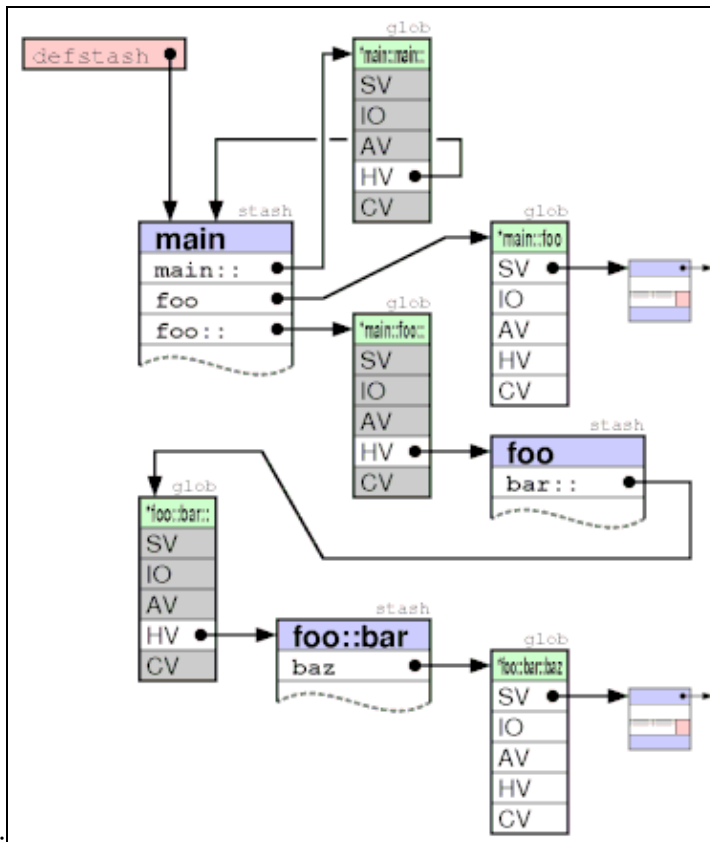 glob
defstash
*main::main::
SV
IO
AV
HV
CV
stash
main
main::
foo
foo::
glob
*main::foo
SV
IO
AV
HV
CV
glob
*main::foo::
SV
IO
AV
HV
CV
stash
foo
bar::
glob
*foo::bar::
SV
IO
AV
HV
CV
stash
foo::bar
baz
glob
*foo::bar::baz
SV
IO
AV
HV
CV
.